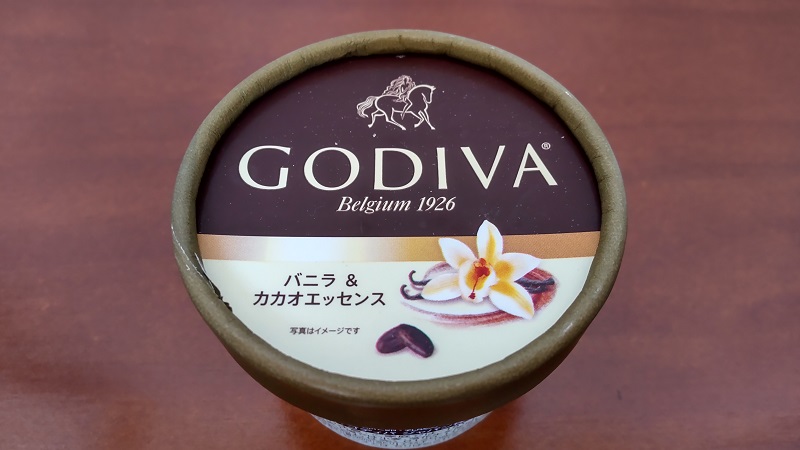 GODIVA®
Belgium 1926
バニラ &
カカオエッセンス
写真はイメージです